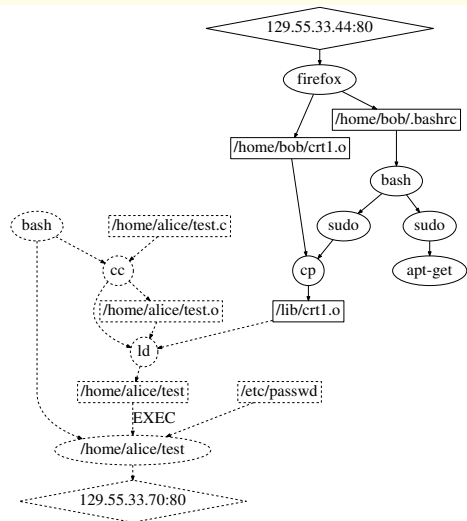 129.55.33.44:80
firefox
/home/bob/.bashrc
/home/bob/crt1.o
bash
bash
/home/alice/test.c
sudo
sudo
cc
cp
apt-get
/home/alice/test.o
/lib/crt1.o
ld
/home/alice/test
/etc/passwd
EXEC
/home/alice/test
129.55.33.70:80